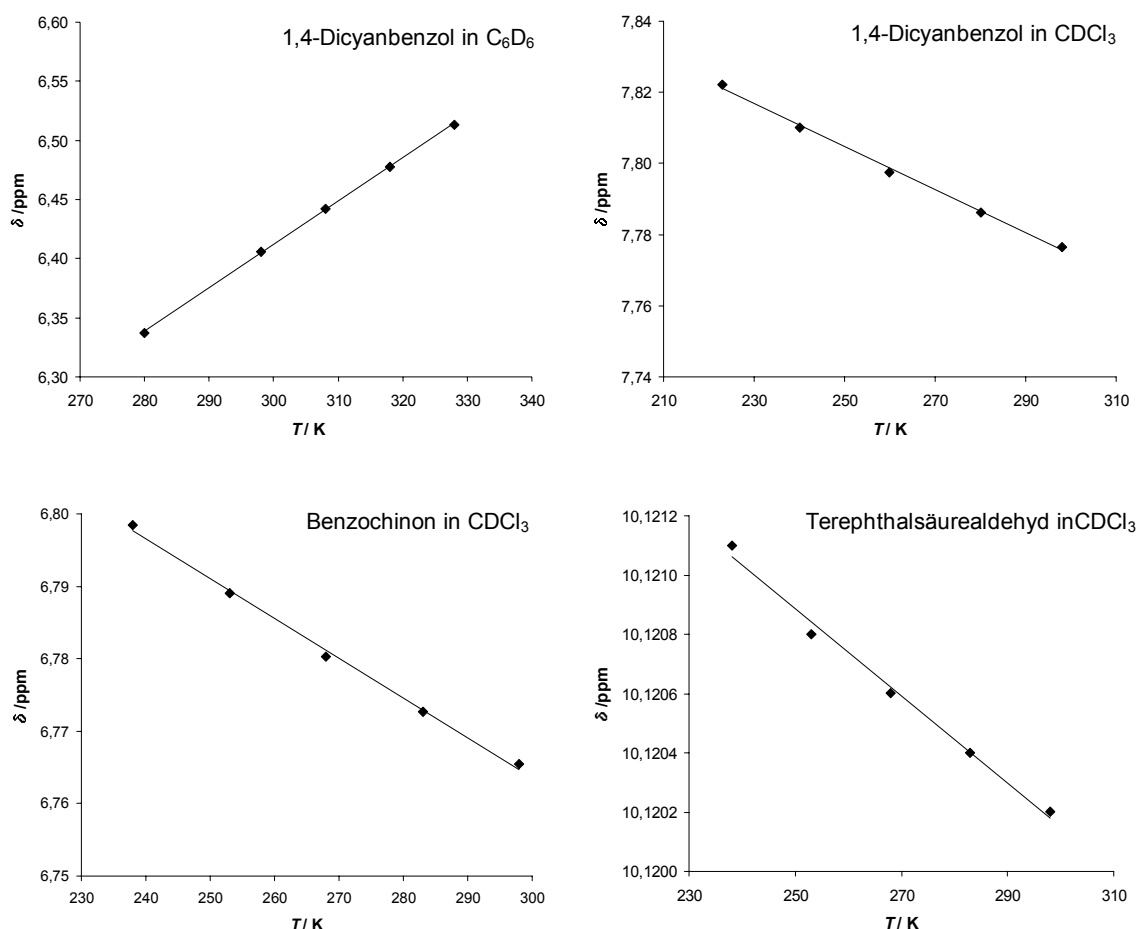 1,4-Dicyanbenzol in C₆D₆
6,60
6,55
6,50
6,45
6,40
6,35
6,30
δ /ppm
270 280 290 300 310 320 330 340
T/ K
1,4-Dicyanbenzol in CDCl₃
7,84
7,82
7,80
7,78
7,76
7,74
δ /ppm
210 230 250 270 290 310
T/ K
Benzochinon in CDCl₃
6,80
6,79
6,78
6,77
6,76
6,75
δ /ppm
230 240 250 260 270 280 290 300
T/ K
Terephthalsäurealdehyd inCDCl₃
10,1212
10,1210
10,1208
10,1206
10,1204
10,1202
10,1200
δ /ppm
230 250 270 290 310
T/ K